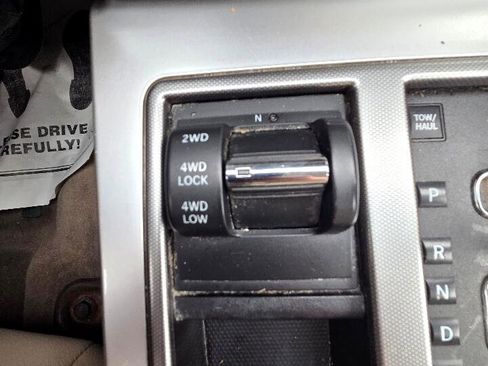 SE DRIVE
REFULLY!
N
2WD
4WD
LOCK
4WD
LOW
TOW/
HAUL
P
R
N
D